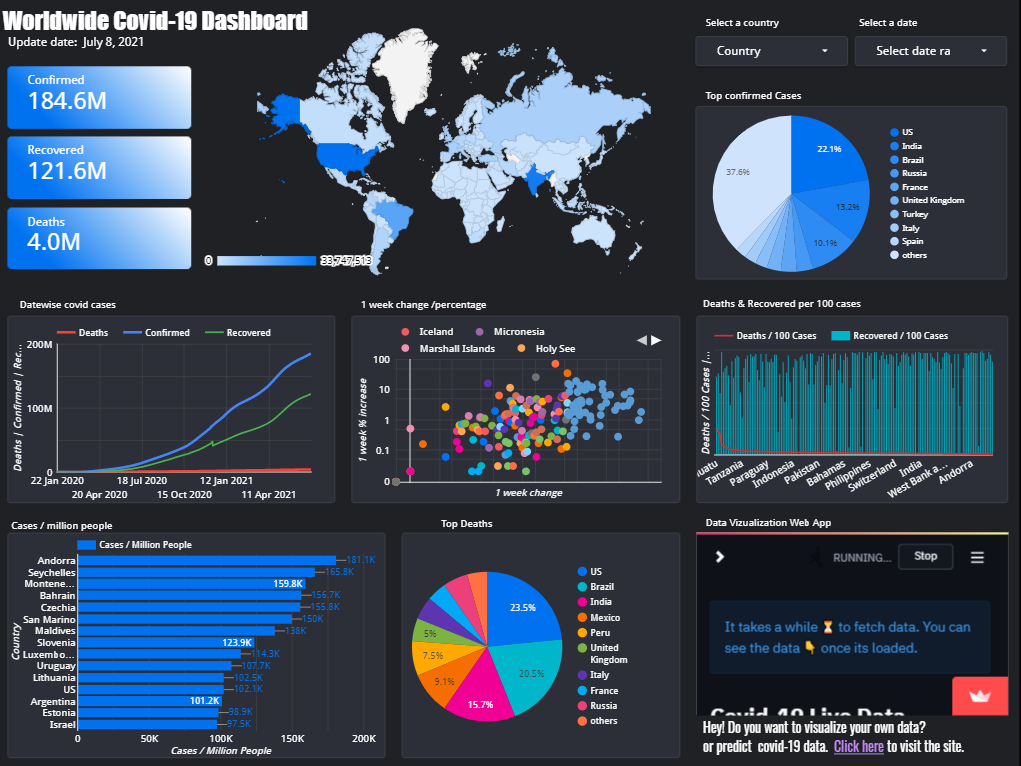 Worldwide Covid-19 Dashboard
Update date: July 8, 2021
Confirmed
184.6M
Recovered
121.6M
Deaths
4.0M
0
Select a country
Select a date
Country
Select date ra
Top confirmed Cases
22.1%
13.2%
10.1%
37.6%
US
India
Brazil
Russia
France
United Kingdom
Turkey
Italy
Spain
others
Datewise covid cases
Deaths
Confirmed
Recovered
Deaths | Confirmed | Rec...
200M
100M
0
22 Jan 2020
18 Jul 2020
12 Jan 2021
20 Apr 2020
15 Oct 2020
11 Apr 2021
1 week change /percentage
Iceland
Micronesia
Marshall Islands
Holy See
1 week % increase
100
10
1
0.1
0
1 week change
Deaths & Recovered per 100 cases
Deaths / 100 Cases
Recovered / 100 Cases
Deaths / 100 Cases |...
Tanzania
Paraguay
Indonesia
Pakistan
Bahamas
Philippines
Switzerland
India
West Bank a...
Andorra
Cases / million people
Cases / Million People
Country
Andorra
181.1K
Seychelles
165.8K
Montene...
159.8K
Bahrain
156.7K
Czechia
155.8K
San Marino
150K
Maldives
138K
Slovenia
123.9K
Luxembo...
114.3K
Uruguay
107.7K
Lithuania
102.5K
US
102.1K
Argentina
101.2K
Estonia
98.9K
Israel
97.5K
0
50K
100K
150K
200K
Cases / Million People
Top Deaths
23.5%
20.5%
15.7%
9.1%
7.5%
5%
US
Brazil
India
Mexico
Peru
United
Kingdom
Italy
France
Russia
others
Data Vizualization Web App
RUNNING...
Stop
It takes a while ⏳ to fetch data. You can
see the data 👇 once its loaded.
Covid-19 Live Data
Hey! Do you want to visualize your own data?
or predict covid-19 data. Click here to visit the site.